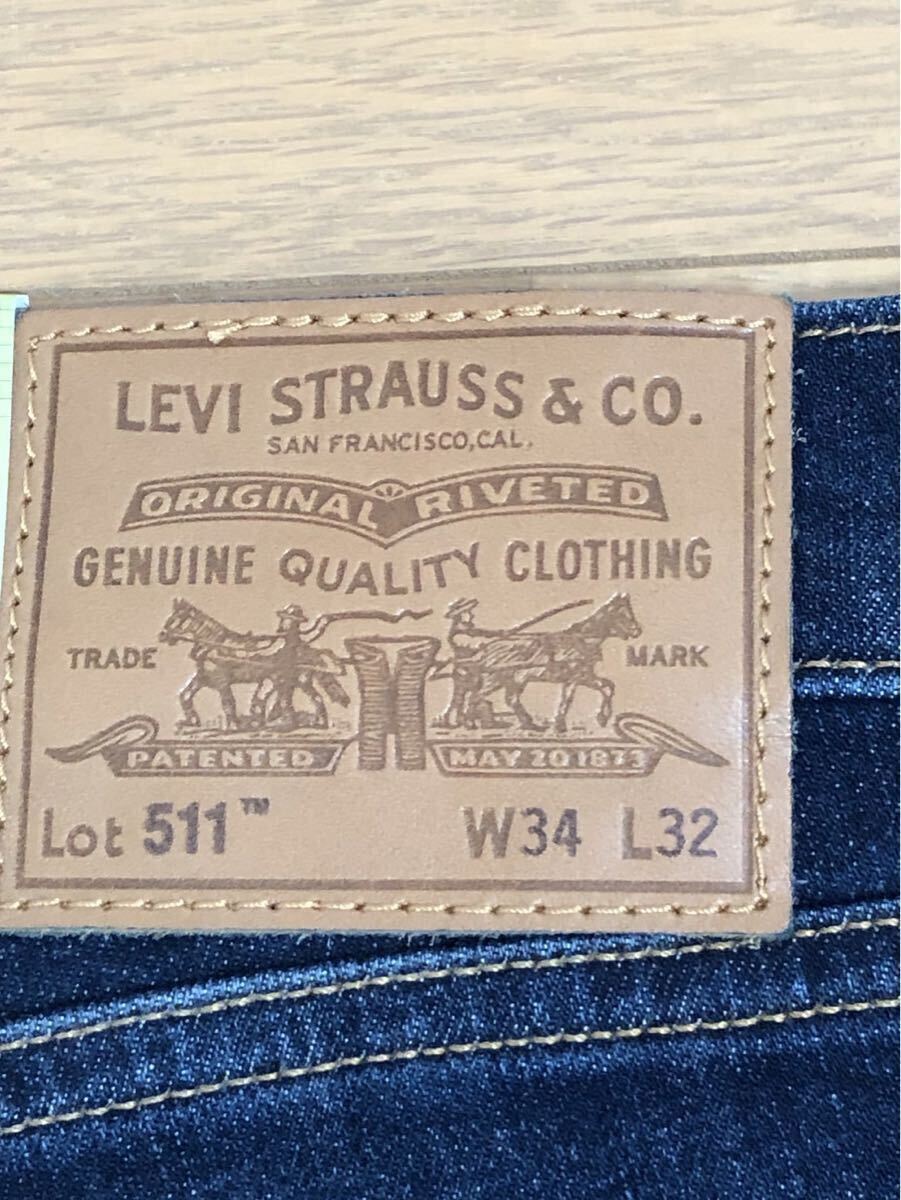 LEVI STRAUSS & CO.
SAN FRANCISCO, CAL.
ORIGINAL RIVETED
GENUINE QUALITY CLOTHING
TRADE MARK
PATENTED MAY 20 1873
Lot 511™ W34 L32